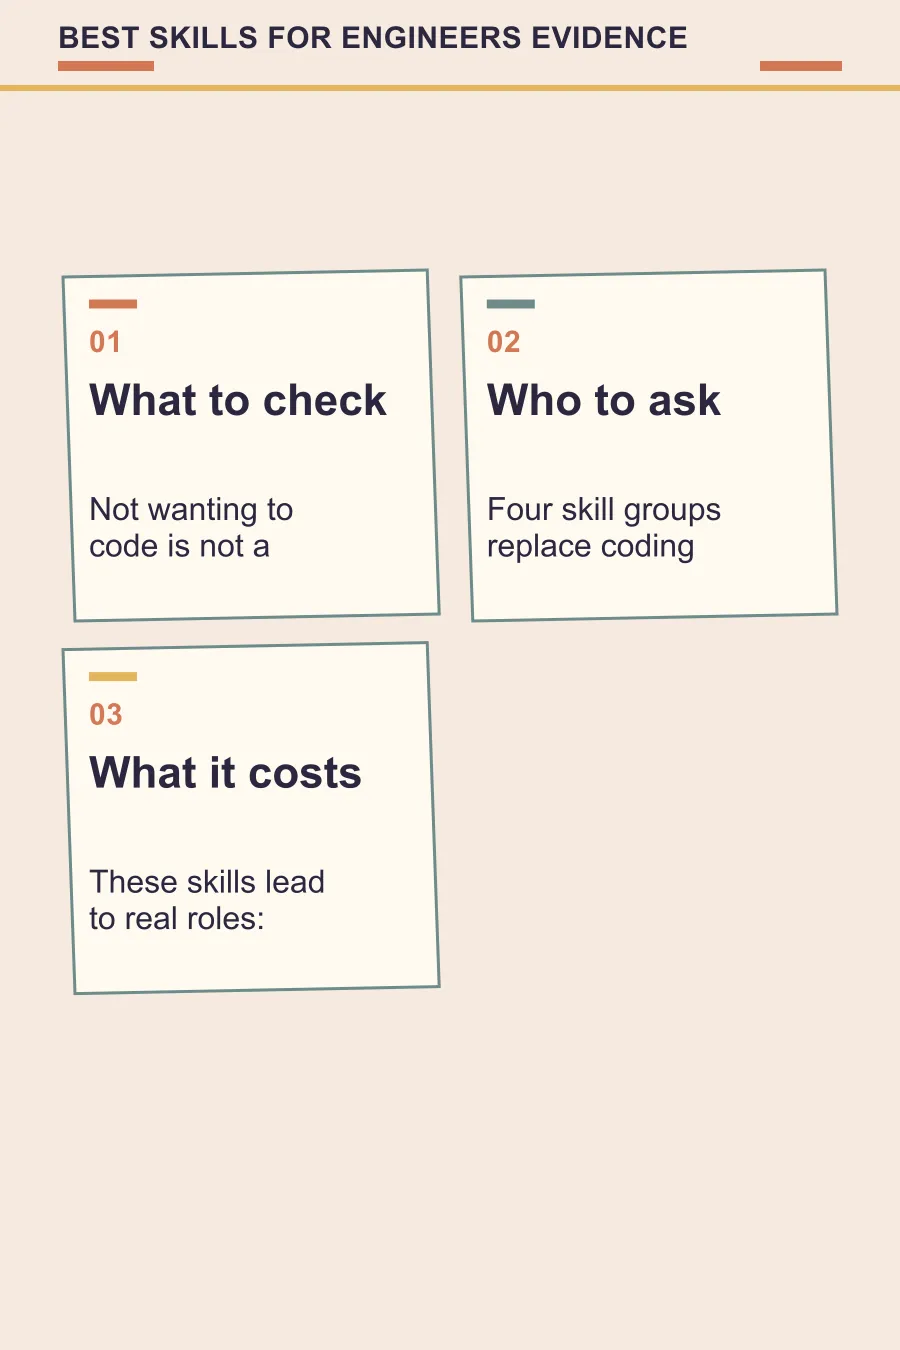 BEST SKILLS FOR ENGINEERS EVIDENCE
01
What to check
Not wanting to
code is not a
02
Who to ask
Four skill groups
replace coding
03
What it costs
These skills lead
to real roles: